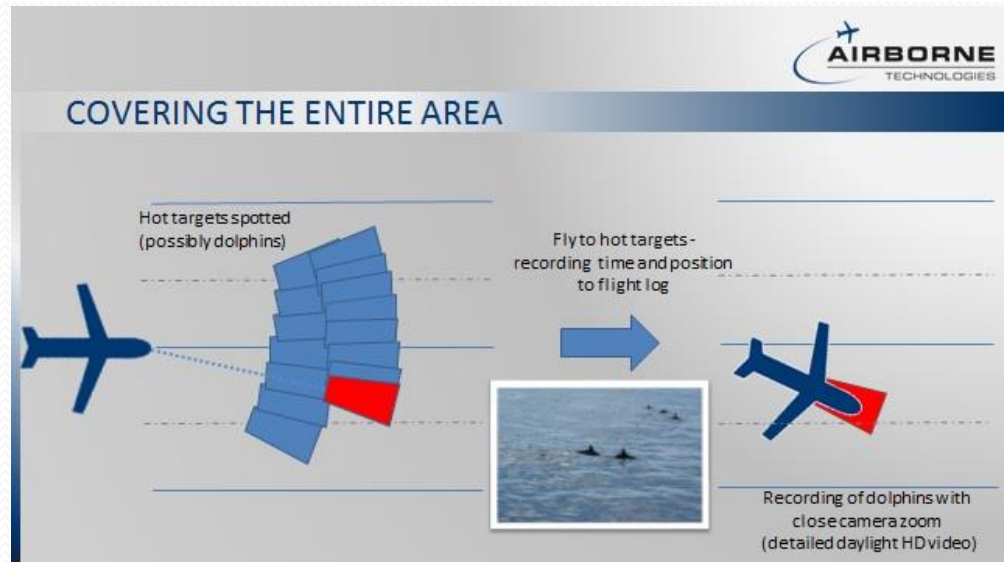 AIRBORNE
TECHNOLOGIES
COVERING THE ENTIRE AREA
Hot targets spotted
(possibly dolphins)
Fly to hot targets -
recording time and position
to flight log
Recording of dolphins with
close camera zoom
(detailed daylight HD video)